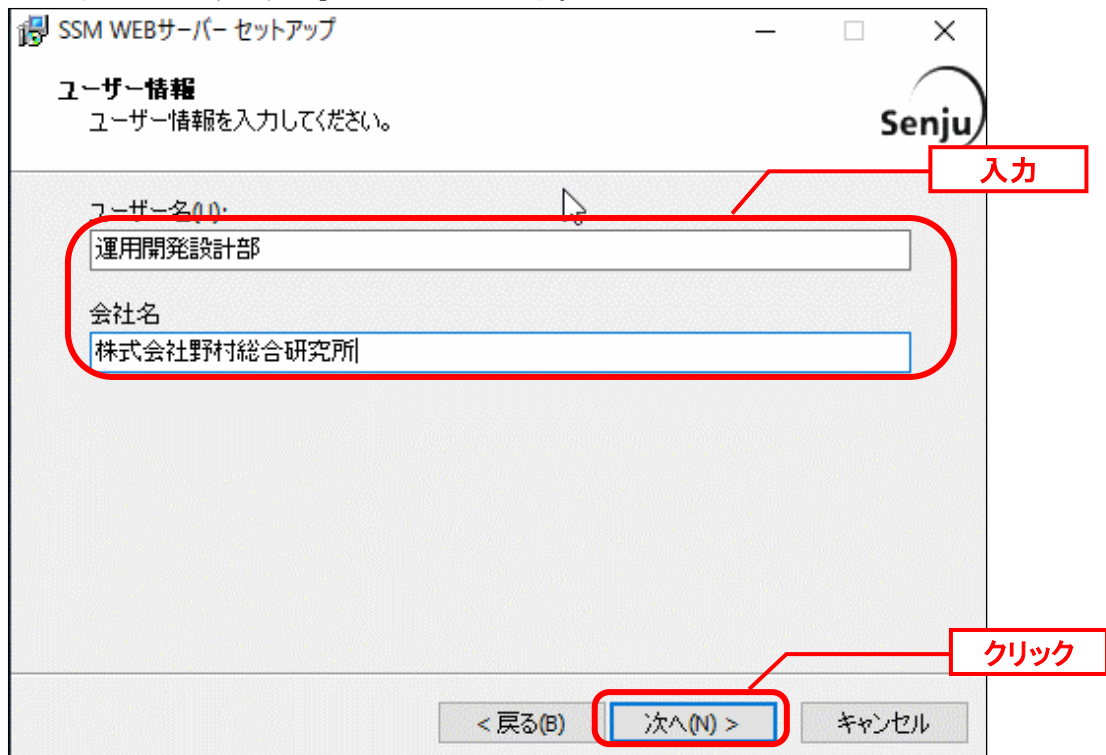 SSM WEBサーバー セットアップ
ユーザー情報
ユーザー情報を入力してください。
Senju
入力
ユーザー名(U):
運用開発設計部
会社名
株式会社野村総合研究所
クリック
< 戻る(B)
次へ(N) >
キャンセル